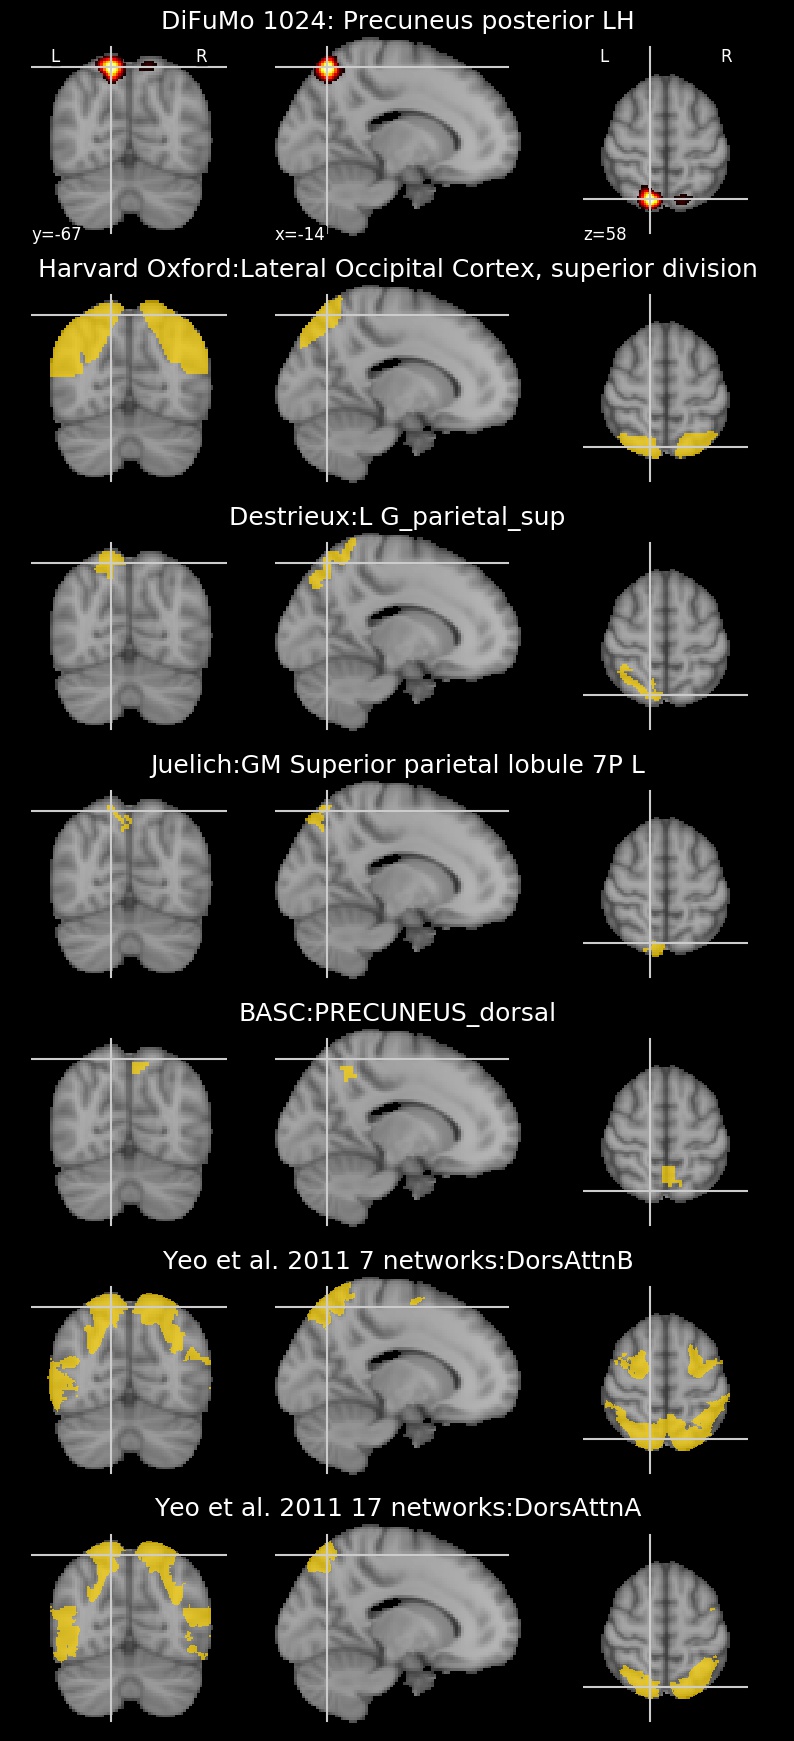 DiFuMo 1024: Precuneus posterior LH
L R L R
y=-67 x=-14 z=58
Harvard Oxford:Lateral Occipital Cortex, superior division
Destrieux:L G_parietal_sup
Juelich:GM Superior parietal lobule 7P L
BASC:PRECUNEUS_dorsal
Yeo et al. 2011 7 networks:DorsAttnB
Yeo et al. 2011 17 networks:DorsAttnA